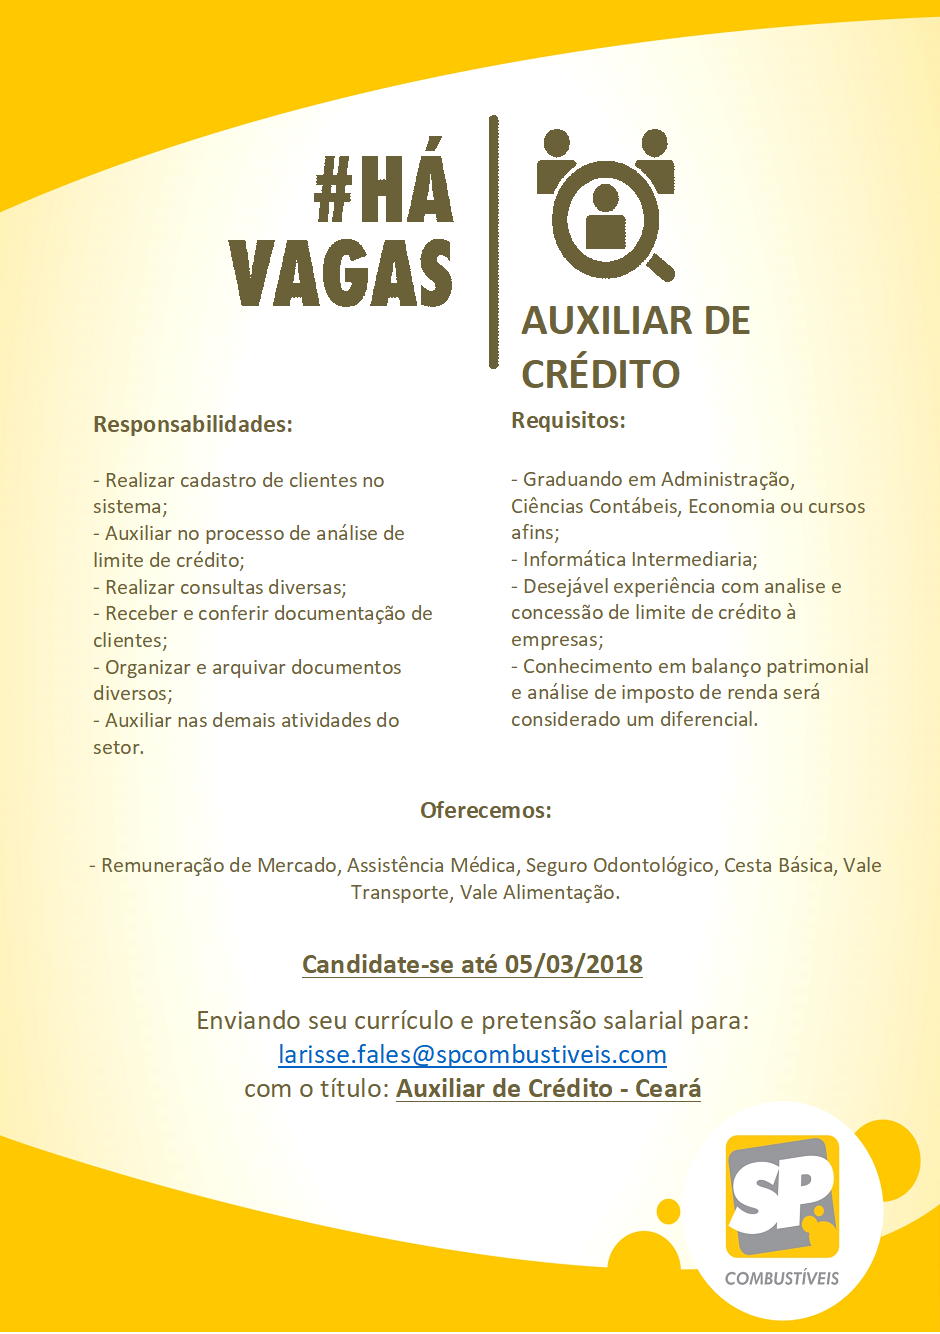 #HÁ
VAGAS
AUXILIAR DE
CRÉDITO
Responsabilidades:
- Realizar cadastro de clientes no
sistema;
- Auxiliar no processo de análise de
limite de crédito;
- Realizar consultas diversas;
- Receber e conferir documentação de
clientes;
- Organizar e arquivar documentos
diversos;
- Auxiliar nas demais atividades do
setor.
Requisitos:
- Graduando em Administração,
Ciências Contábeis, Economia ou cursos
afins;
- Informática Intermediaria;
- Desejável experiência com analise e
concessão de limite de crédito à
empresas;
- Conhecimento em balanço patrimonial
e análise de imposto de renda será
considerado um diferencial.
Oferecemos:
- Remuneração de Mercado, Assistência Médica, Seguro Odontológico, Cesta Básica, Vale
Transporte, Vale Alimentação.
Candidate-se até 05/03/2018
Enviando seu currículo e pretensão salarial para:
larisse.fales@spcombustiveis.com
com o título: Auxiliar de Crédito - Ceará
SP
COMBUSTÍVEIS